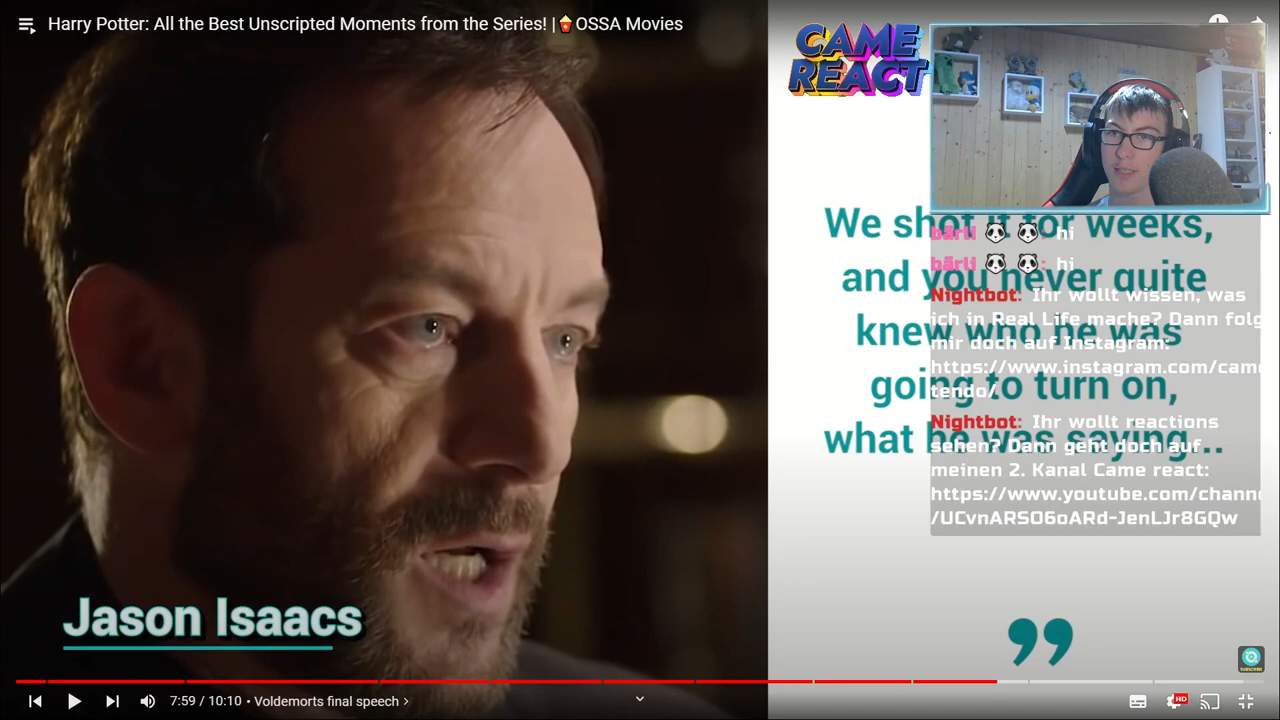 Harry Potter: All the Best Unscripted Moments from the Series! |🍿OSSA Movies
CAME
REACT
We shot it for weeks,
and you never quite
knew who he was
going to turn on,
what he was saying...
bärli 🐼 🐼: hi
bärli 🐼 🐼: hi
Nightbot: Ihr wollt wissen, was
ich in Real Life mache? Dann folg
mir doch auf Instagram:
https://www.instagram.com/came
tendo/
Nightbot: Ihr wollt reactions
sehen? Dann geht doch auf
meinen 2. Kanal Came react:
https://www.youtube.com/channe
/UCvnARSO6oARd-JenLJr8GQw
Jason Isaacs
”
SUBSCRIBE
7:59 / 10:10 • Voldemorts final speech >
HD